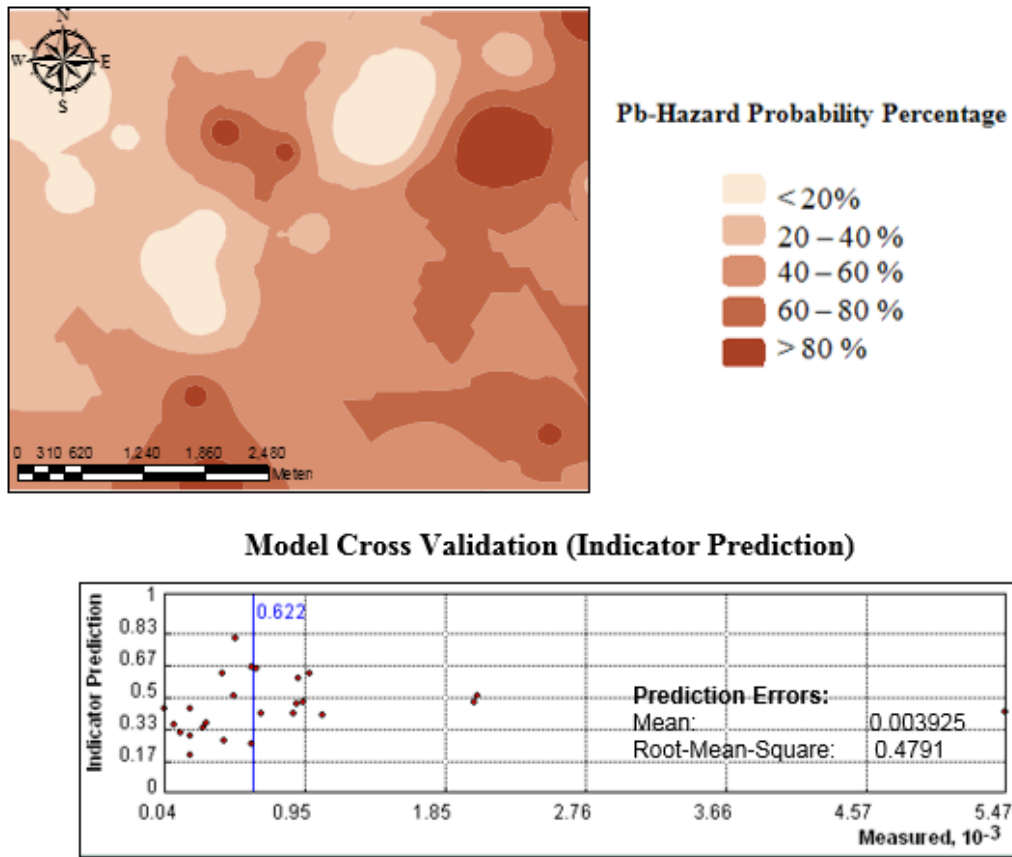 N
W E
S
0 310 620 1,240 1,860 2,480
Meter
Pb-Hazard Probability Percentage
< 20%
20 – 40 %
40 – 60 %
60 – 80 %
> 80 %
Model Cross Validation (Indicator Prediction)
Indicator Prediction
1
0.83
0.67
0.5
0.33
0.17
0
0.622
Prediction Errors:
Mean: 0.003925
Root-Mean-Square: 0.4791
0.04 0.95 1.85 2.76 3.66 4.57 5.47
Measured, 10⁻³